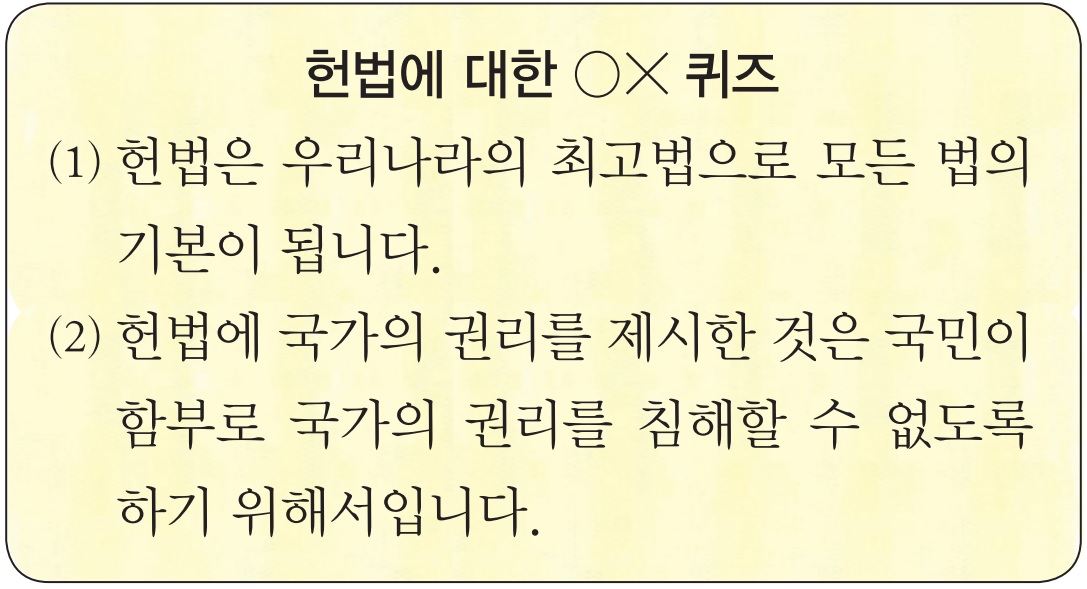 헌법에 대한 ○× 퀴즈
(1) 헌법은 우리나라의 최고법으로 모든 법의
기본이 됩니다.
(2) 헌법에 국가의 권리를 제시한 것은 국민이
함부로 국가의 권리를 침해할 수 없도록
하기 위해서입니다.